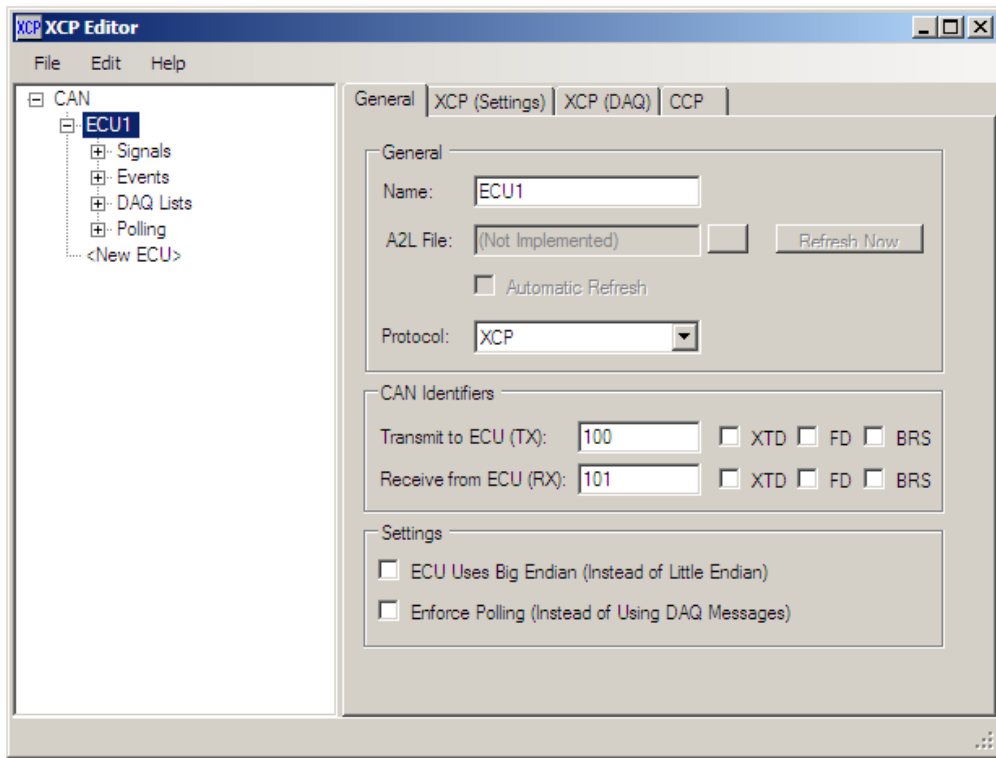 XCP XCP Editor
File Edit Help
CAN
ECU1
Signals
Events
DAQ Lists
Polling
<New ECU>
General XCP (Settings) XCP (DAQ) CCP
General
Name: ECU1
A2L File: (Not Implemented) Refresh Now
Automatic Refresh
Protocol: XCP
CAN Identifiers
Transmit to ECU (TX): 100 XTD FD BRS
Receive from ECU (RX): 101 XTD FD BRS
Settings
ECU Uses Big Endian (Instead of Little Endian)
Enforce Polling (Instead of Using DAQ Messages)